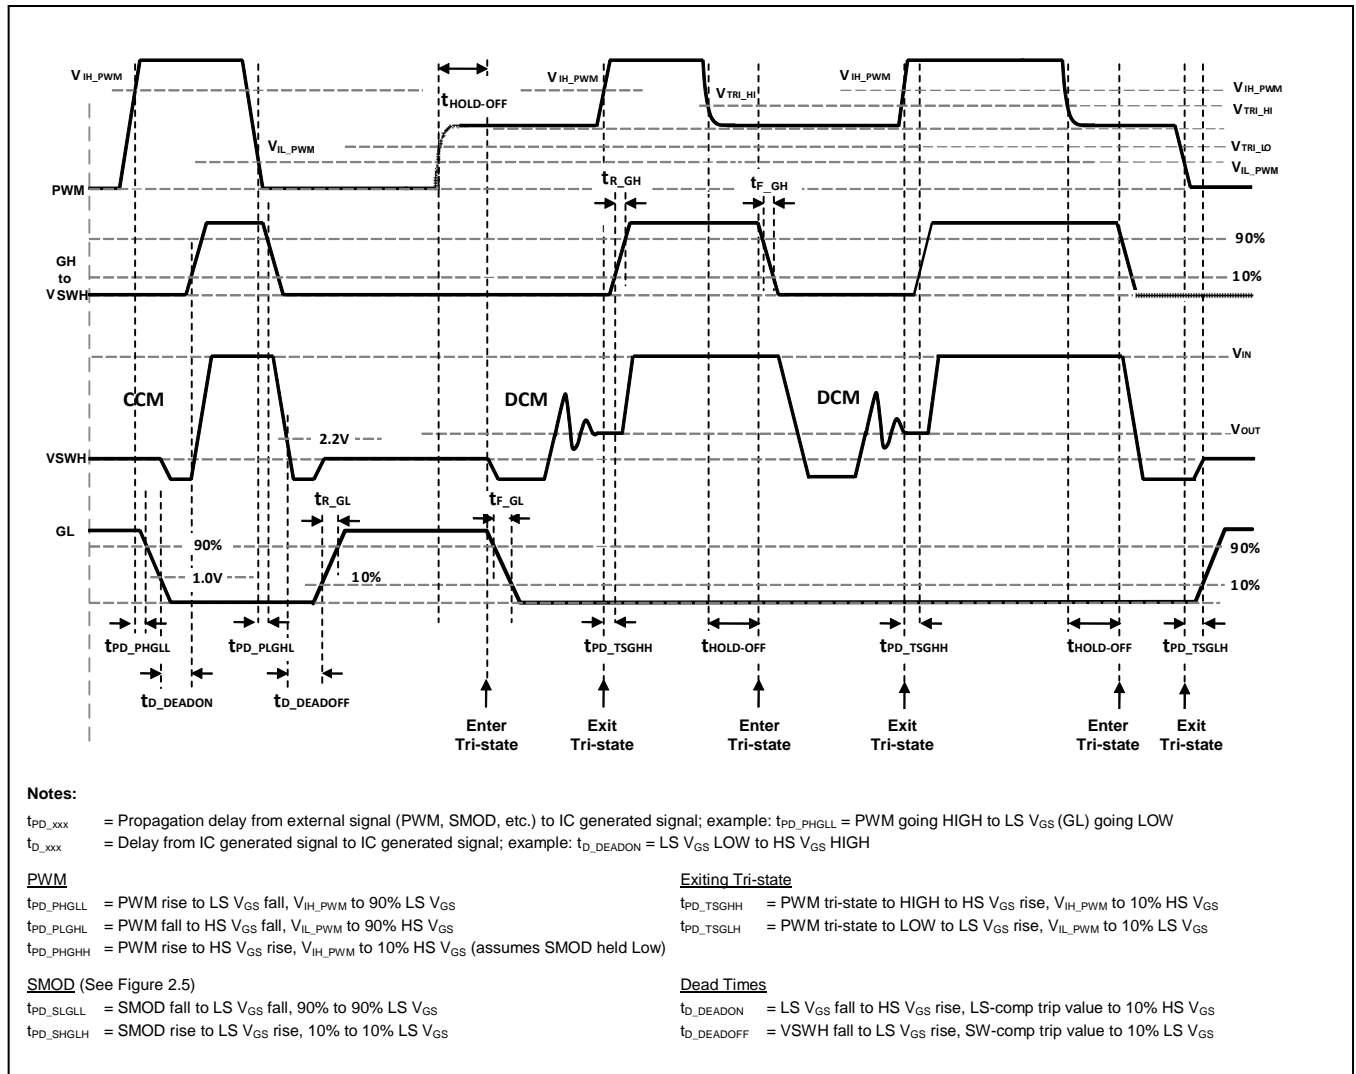 VIH_PWM
VIH_PWM
VIH_PWM
VIH_PWM
tHOLD-OFF
VTRI_HI
VTRI_HI
VIL_PWM
VTRI_LO
VIL_PWM
PWM
tR_GH
tF_GH
90%
GH
to
VSWH
10%
VIN
CCM
DCM
DCM
2.2V
VOUT
VSWH
tR_GL
tF_GL
GL
90%
90%
1.0V
10%
10%
tPD_PHGLL
tPD_PLGHL
tPD_TSGHH
tHOLD-OFF
tPD_TSGHH
tHOLD-OFF
tPD_TSGLH
tD_DEADON
tD_DEADOFF
Enter
Tri-state
Exit
Tri-state
Enter
Tri-state
Exit
Tri-state
Enter
Tri-state
Exit
Tri-state
Notes:
tPD_xxx = Propagation delay from external signal (PWM, SMOD, etc.) to IC generated signal; example: tPD_PHGLL = PWM going HIGH to LS VGS (GL) going LOW
tD_xxx = Delay from IC generated signal to IC generated signal; example: tD_DEADON = LS VGS LOW to HS VGS HIGH
PWM
tPD_PHGLL = PWM rise to LS VGS fall, VIH_PWM to 90% LS VGS
tPD_PLGHL = PWM fall to HS VGS fall, VIL_PWM to 90% HS VGS
tPD_PHGHH = PWM rise to HS VGS rise, VIH_PWM to 10% HS VGS (assumes SMOD held Low)
Exiting Tri-state
tPD_TSGHH = PWM tri-state to HIGH to HS VGS rise, VIH_PWM to 10% HS VGS
tPD_TSGLH = PWM tri-state to LOW to LS VGS rise, VIL_PWM to 10% LS VGS
SMOD (See Figure 2.5)
tPD_SLGLL = SMOD fall to LS VGS fall, 90% to 90% LS VGS
tPD_SHGLH = SMOD rise to LS VGS rise, 10% to 10% LS VGS
Dead Times
tD_DEADON = LS VGS fall to HS VGS rise, LS-comp trip value to 10% HS VGS
tD_DEADOFF = VSWH fall to LS VGS rise, SW-comp trip value to 10% LS VGS